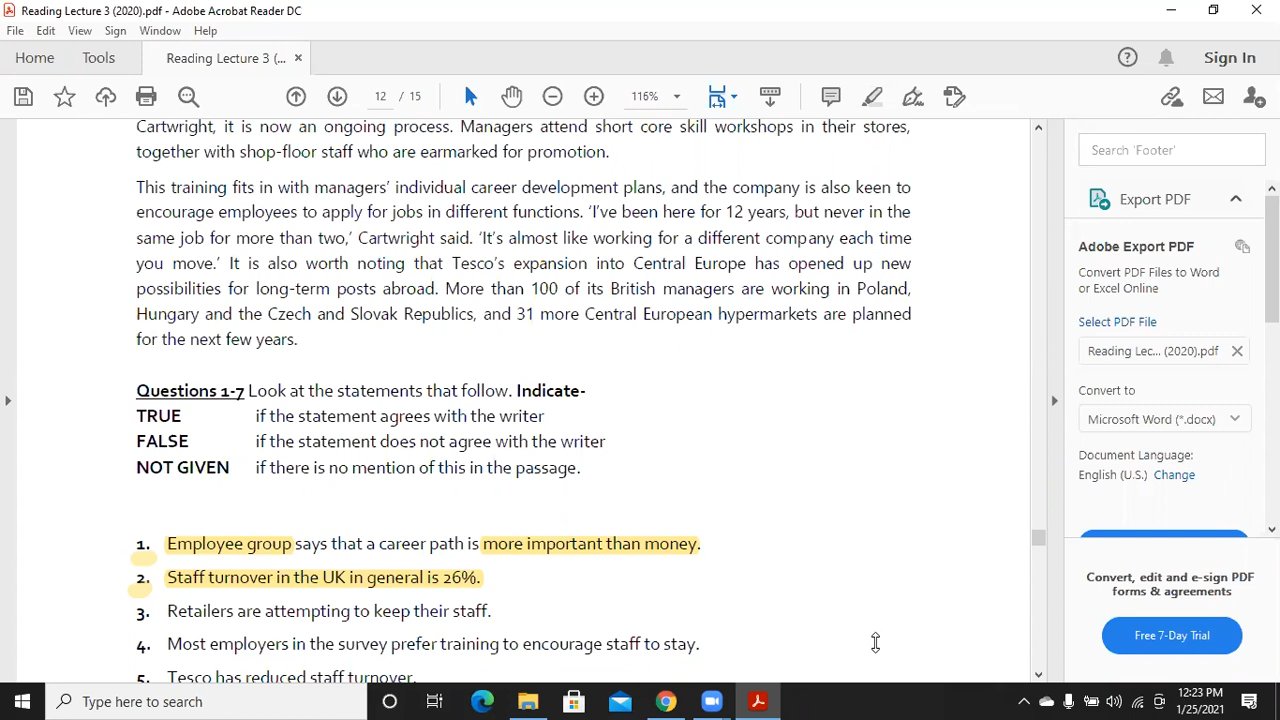 Reading Lecture 3 (2020).pdf - Adobe Acrobat Reader DC
File Edit View Sign Window Help
Home Tools Reading Lecture 3 (... × Sign In
12 / 15 116%
Cartwright, it is now an ongoing process. Managers attend short core skill workshops in their stores,
together with shop-floor staff who are earmarked for promotion.
This training fits in with managers’ individual career development plans, and the company is also keen to
encourage employees to apply for jobs in different functions. ‘I’ve been here for 12 years, but never in the
same job for more than two,’ Cartwright said. ‘It’s almost like working for a different company each time
you move.’ It is also worth noting that Tesco’s expansion into Central Europe has opened up new
possibilities for long-term posts abroad. More than 100 of its British managers are working in Poland,
Hungary and the Czech and Slovak Republics, and 31 more Central European hypermarkets are planned
for the next few years.
Questions 1-7 Look at the statements that follow. Indicate-
TRUE if the statement agrees with the writer
FALSE if the statement does not agree with the writer
NOT GIVEN if there is no mention of this in the passage.
1. Employee group says that a career path is more important than money.
2. Staff turnover in the UK in general is 26%.
3. Retailers are attempting to keep their staff.
4. Most employers in the survey prefer training to encourage staff to stay.
5. Tesco has reduced staff turnover.
Search 'Footer'
Export PDF
Adobe Export PDF
Convert PDF Files to Word
or Excel Online
Select PDF File
Reading Lec... (2020).pdf
Convert to
Microsoft Word (*.docx)
Document Language:
English (U.S.) Change
Convert, edit and e-sign PDF
forms & agreements
Free 7-Day Trial
Type here to search
12:23 PM
1/25/2021